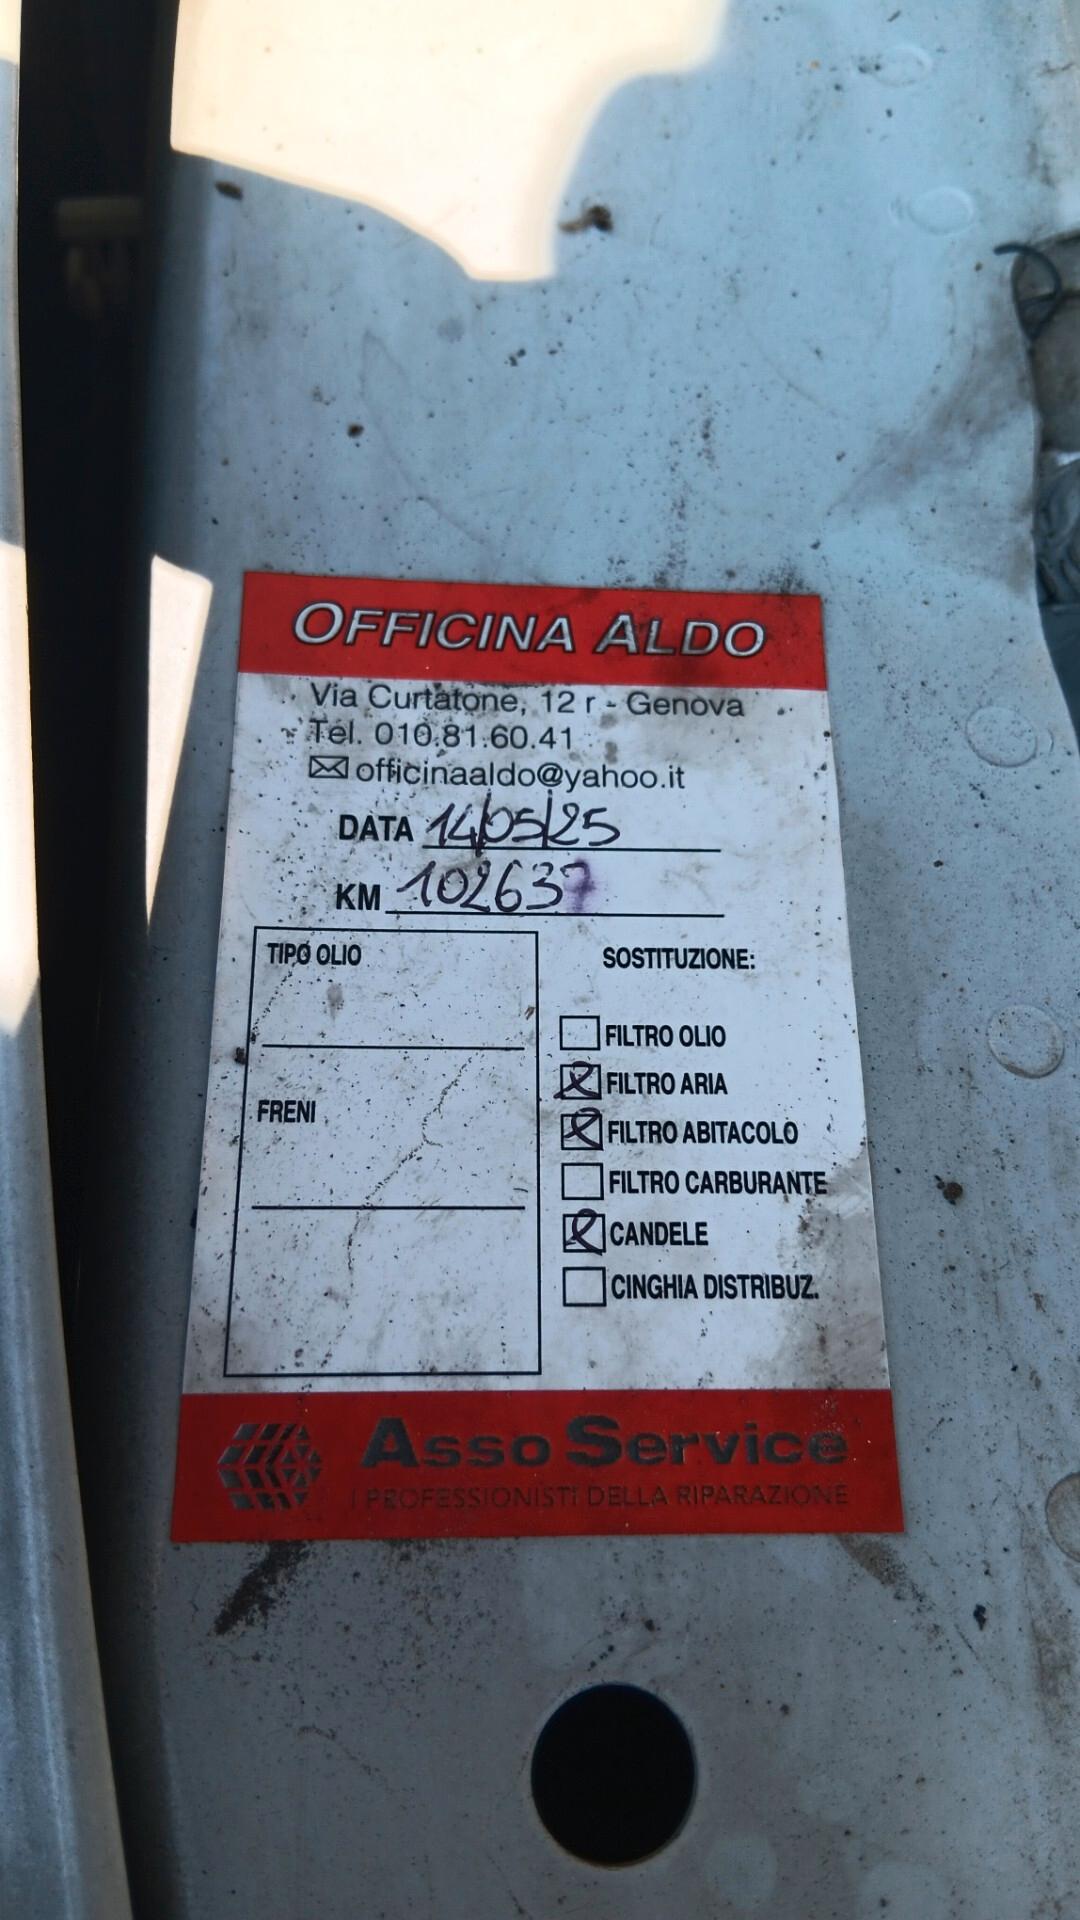 OFFICINA ALDO
Via Curtatone, 12 r - Genova
Tel. 010.81.60.41
officinaaldo@yahoo.it
DATA 14/05/25
KM 102637
TIPO OLIO
FRENI
SOSTITUZIONE:
FILTRO OLIO
FILTRO ARIA
FILTRO ABITACOLO
FILTRO CARBURANTE
CANDELE
CINGHIA DISTRIBUZ.
Asso Service
I PROFESSIONISTI DELLA RIPARAZIONE